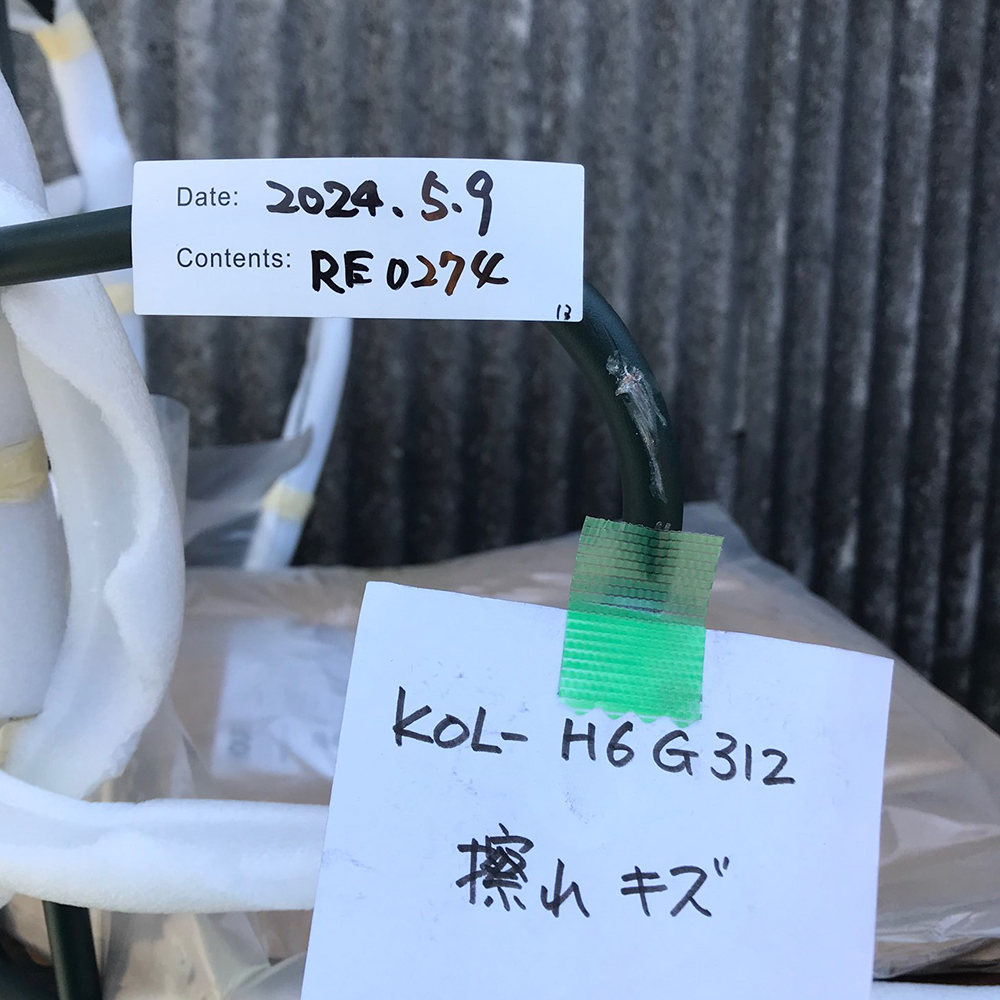 Date: 2024.5.9
Contents: RE0274
13
KOL-H6G312
擦れキズ